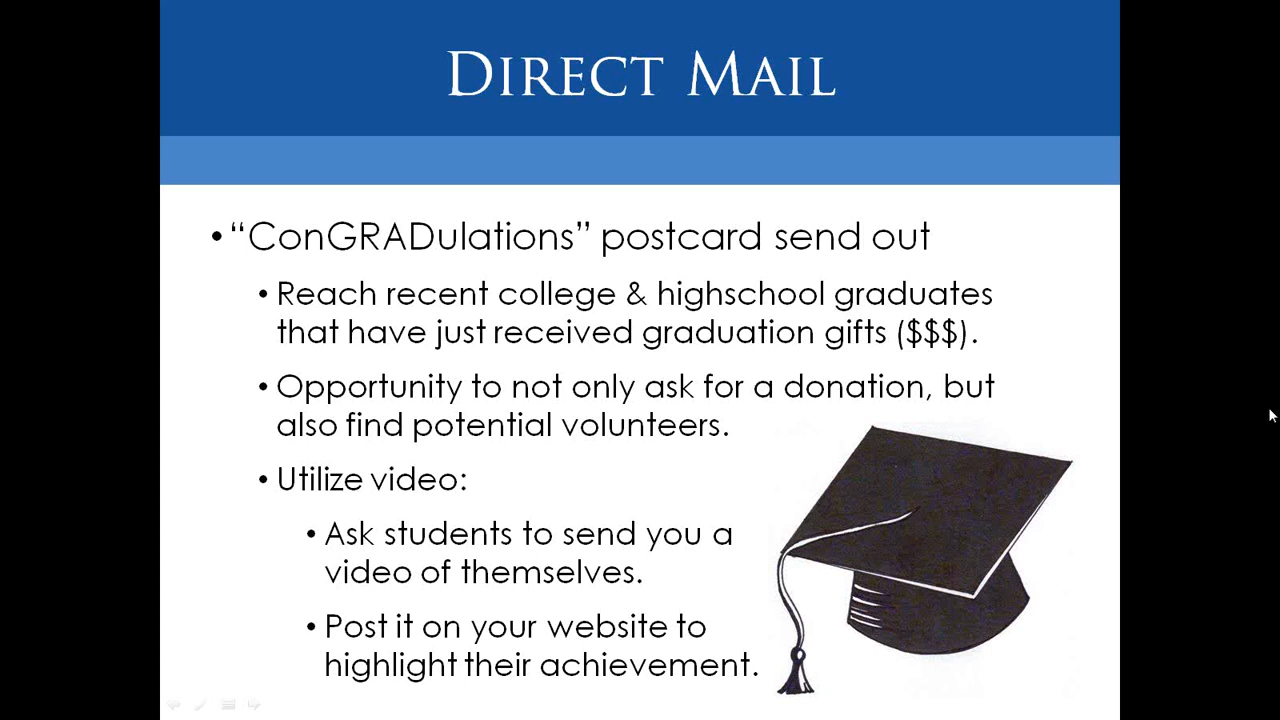 DIRECT MAIL
• “ConGRADulations” postcard send out
• Reach recent college & highschool graduates
that have just received graduation gifts ($$$).
• Opportunity to not only ask for a donation, but
also find potential volunteers.
• Utilize video:
• Ask students to send you a
video of themselves.
• Post it on your website to
highlight their achievement.